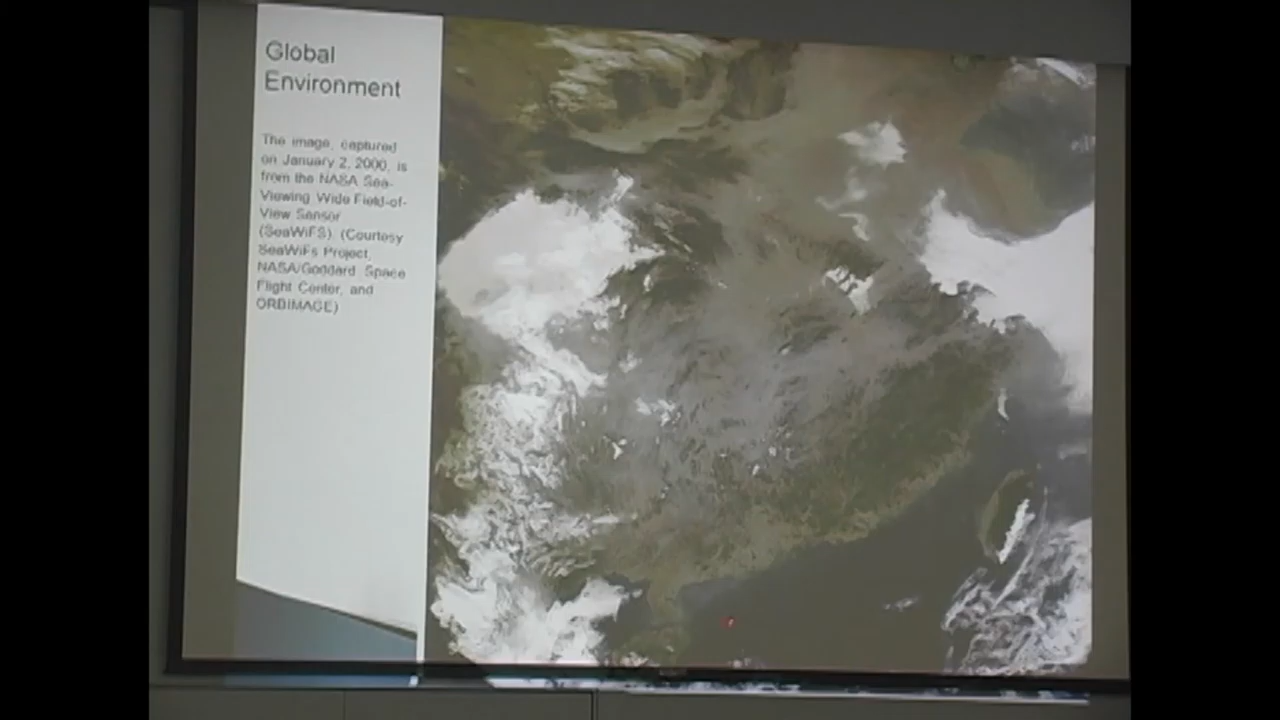 Global
Environment
The image, captured
on January 2, 2000, is
from the NASA Sea-
Viewing Wide Field-of-
View Sensor
(SeaWiFS). (Courtesy
SeaWiFs Project,
NASA/Goddard Space
Flight Center, and
ORBIMAGE)